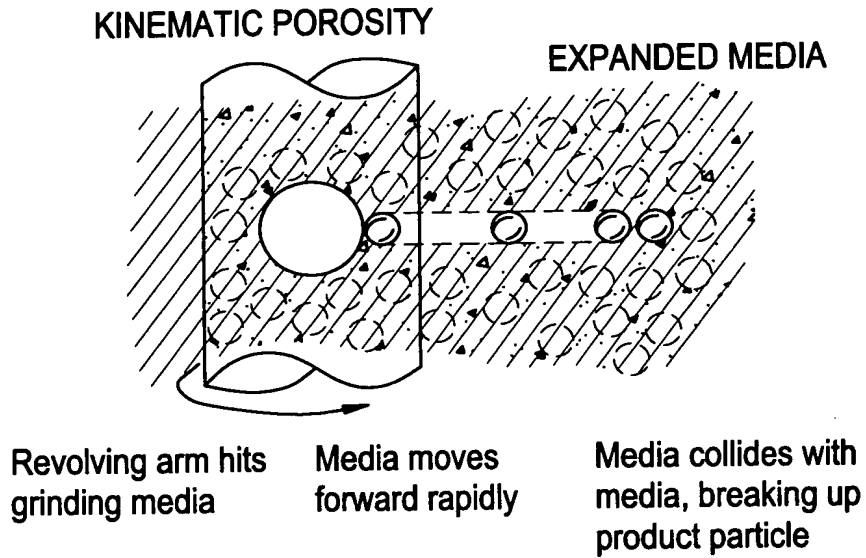 KINEMATIC POROSITY
EXPANDED MEDIA
Revolving arm hits
grinding media
Media moves
forward rapidly
Media collides with
media, breaking up
product particle